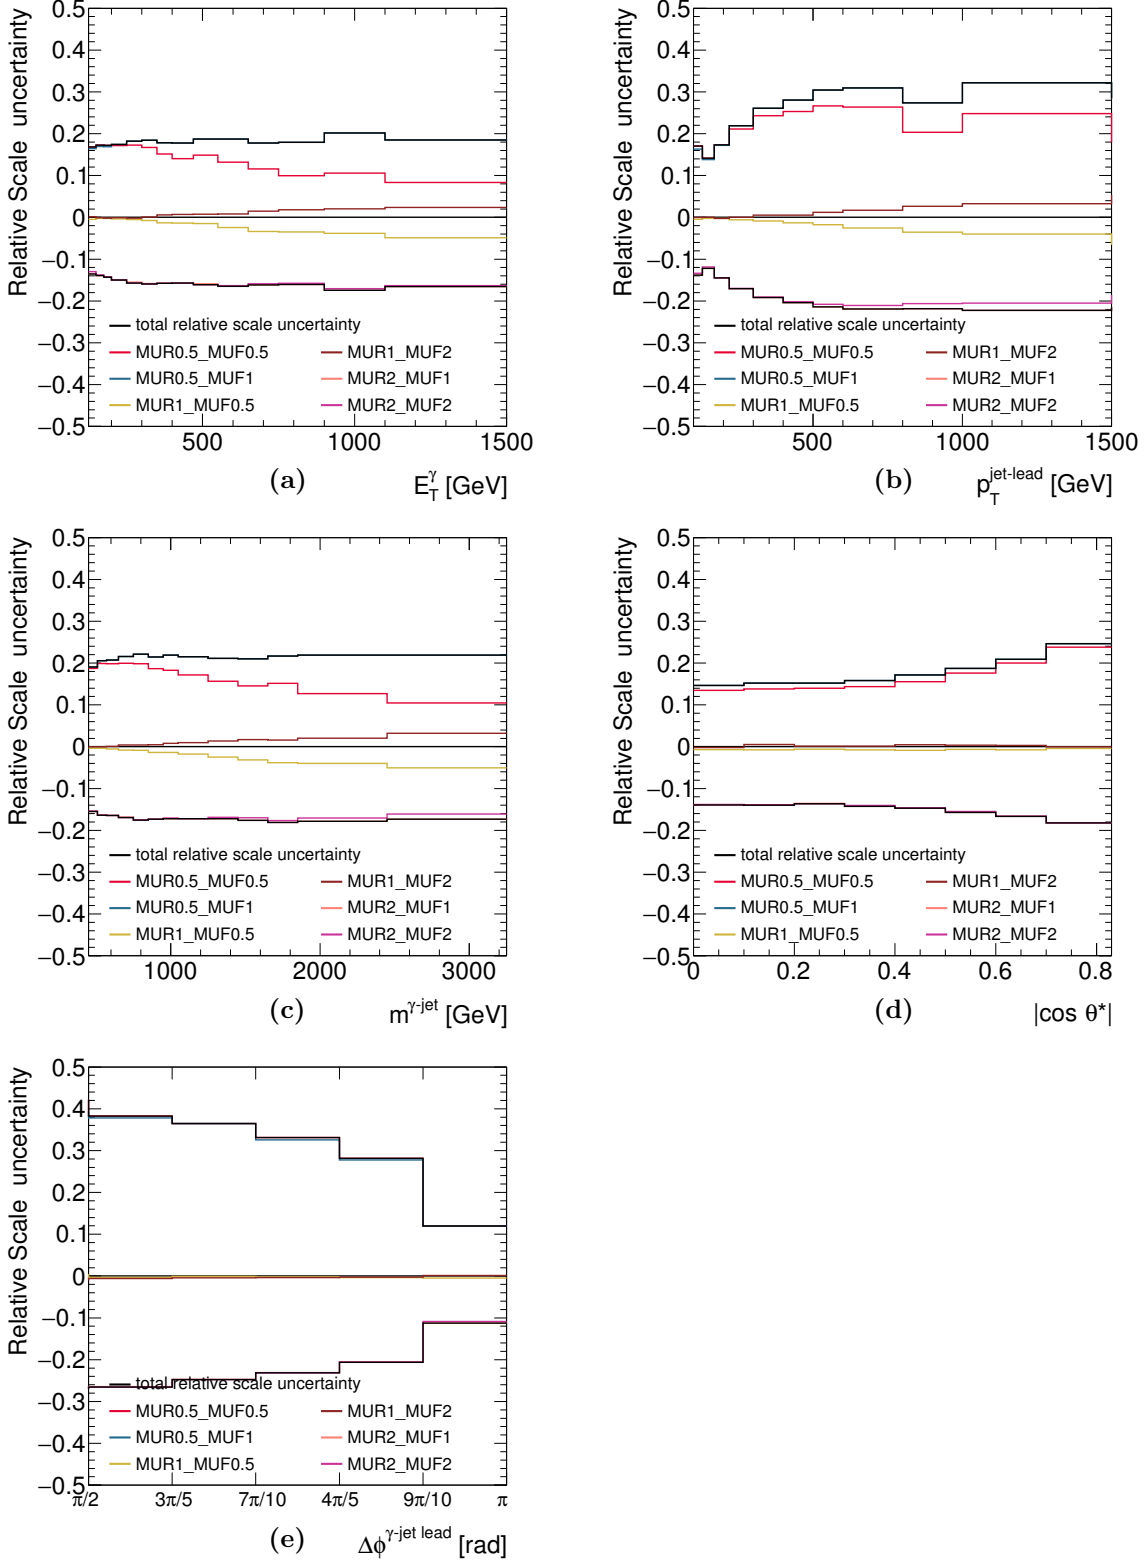 Relative Scale uncertainty
0.5
0.4
0.3
0.2
0.1
0
−0.1
−0.2
−0.3
−0.4
−0.5
total relative scale uncertainty
MUR0.5_MUF0.5 MUR1_MUF2
MUR0.5_MUF1 MUR2_MUF1
MUR1_MUF0.5 MUR2_MUF2
500 1000 1500
(a) E_T^γ [GeV]
Relative Scale uncertainty
0.5
0.4
0.3
0.2
0.1
0
−0.1
−0.2
−0.3
−0.4
−0.5
total relative scale uncertainty
MUR0.5_MUF0.5 MUR1_MUF2
MUR0.5_MUF1 MUR2_MUF1
MUR1_MUF0.5 MUR2_MUF2
500 1000 1500
(b) p_T^jet-lead [GeV]
Relative Scale uncertainty
0.5
0.4
0.3
0.2
0.1
0
−0.1
−0.2
−0.3
−0.4
−0.5
total relative scale uncertainty
MUR0.5_MUF0.5 MUR1_MUF2
MUR0.5_MUF1 MUR2_MUF1
MUR1_MUF0.5 MUR2_MUF2
1000 2000 3000
(c) m^γ-jet [GeV]
Relative Scale uncertainty
0.5
0.4
0.3
0.2
0.1
0
−0.1
−0.2
−0.3
−0.4
−0.5
total relative scale uncertainty
MUR0.5_MUF0.5 MUR1_MUF2
MUR0.5_MUF1 MUR2_MUF1
MUR1_MUF0.5 MUR2_MUF2
0 0.2 0.4 0.6 0.8
(d) |cos θ*|
Relative Scale uncertainty
0.5
0.4
0.3
0.2
0.1
0
−0.1
−0.2
−0.3
−0.4
−0.5
total relative scale uncertainty
MUR0.5_MUF0.5 MUR1_MUF2
MUR0.5_MUF1 MUR2_MUF1
MUR1_MUF0.5 MUR2_MUF2
π/2 3π/5 7π/10 4π/5 9π/10 π
(e) Δϕ^γ-jet lead [rad]